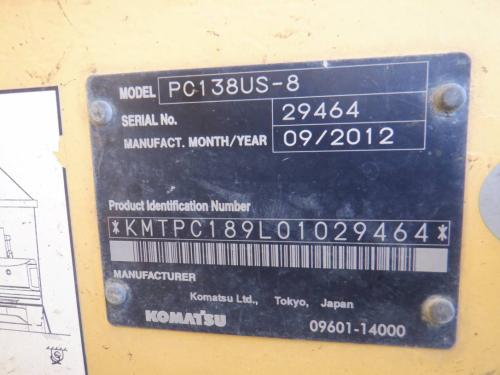 MODEL PC138US-8
SERIAL No. 29464
MANUFACT. MONTH/YEAR 09/2012
Product Identification Number
*KMTPC189L01029464*
MANUFACTURER
Komatsu Ltd., Tokyo, Japan
KOMATSU 09601-14000